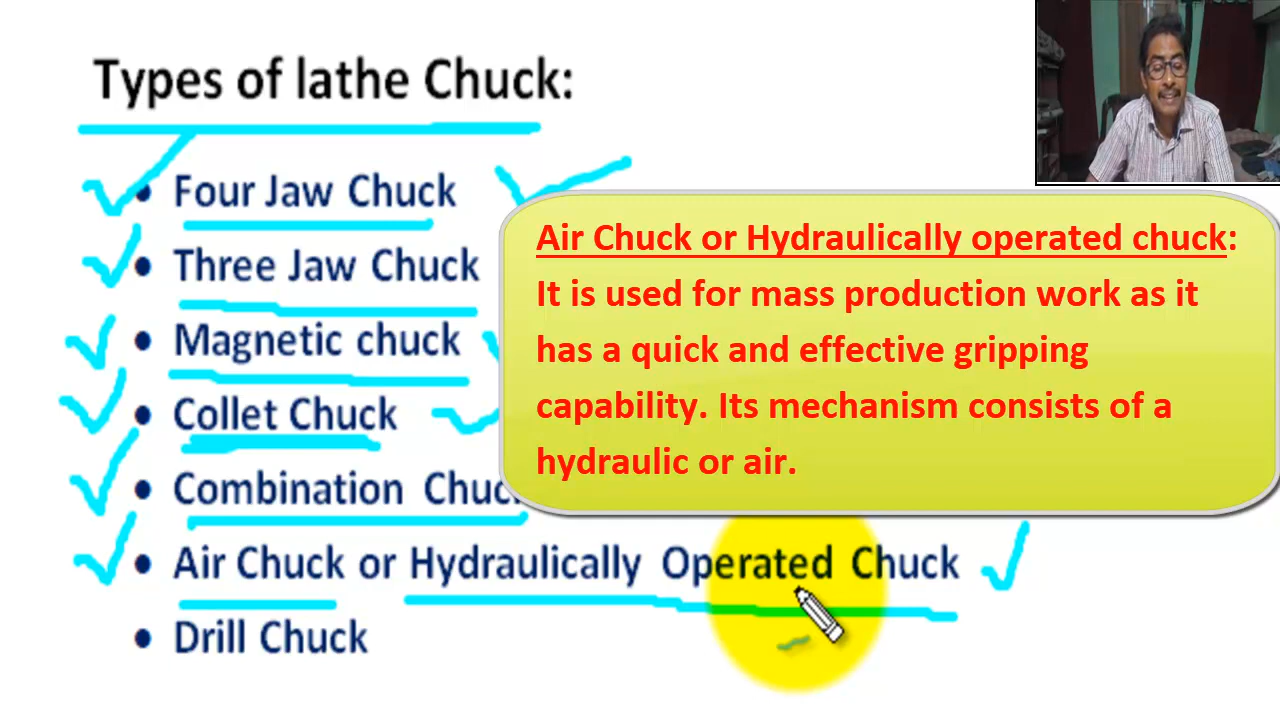 Types of lathe Chuck:
• Four Jaw Chuck
• Three Jaw Chuck
• Magnetic chuck
• Collet Chuck
• Combination Chuck
• Air Chuck or Hydraulically Operated Chuck
• Drill Chuck
Air Chuck or Hydraulically operated chuck:
It is used for mass production work as it
has a quick and effective gripping
capability. Its mechanism consists of a
hydraulic or air.